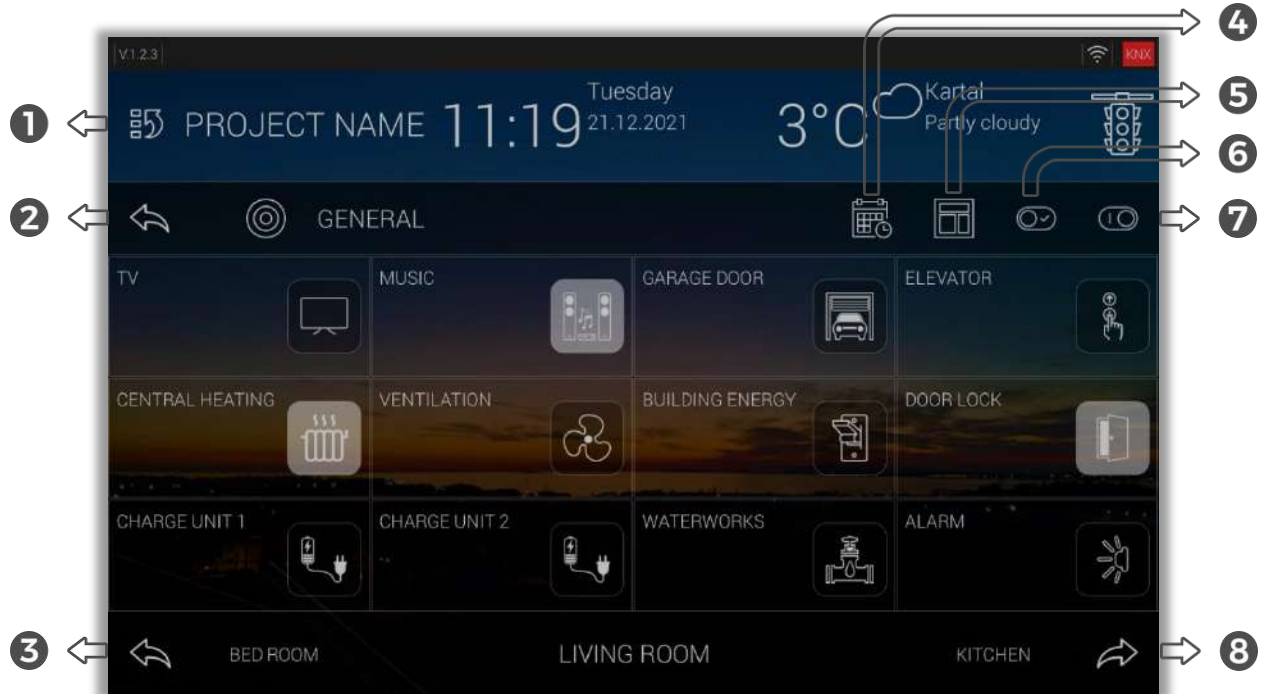 4
V.1.2.3 KNX
1 PROJECT NAME 11:19 Tuesday 3°C Kartal 5
21.12.2021 Partly cloudy
6
2 GENERAL 7
TV MUSIC GARAGE DOOR ELEVATOR
CENTRAL HEATING VENTILATION BUILDING ENERGY DOOR LOCK
CHARGE UNIT 1 CHARGE UNIT 2 WATERWORKS ALARM
3 BED ROOM LIVING ROOM KITCHEN 8